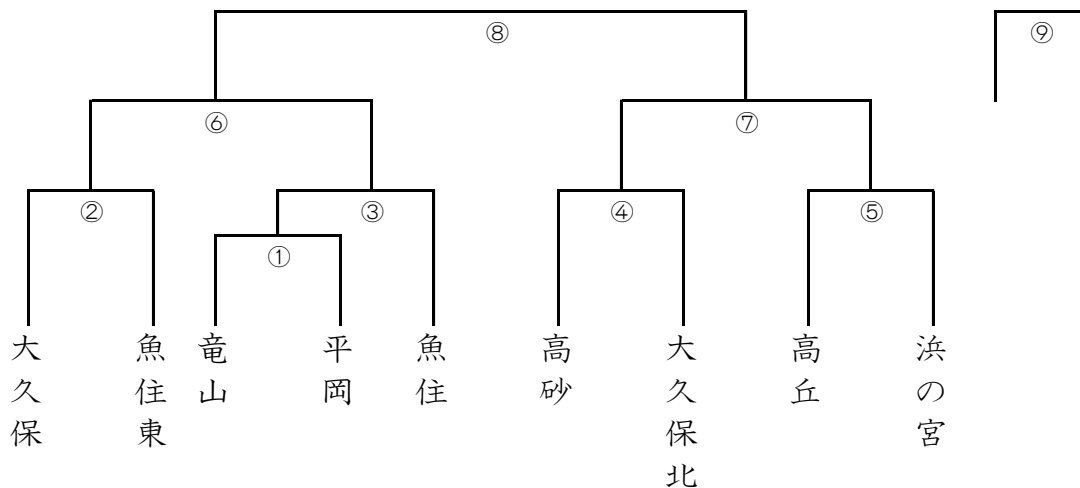 ⑧
⑨
⑥
⑦
②
③
④
⑤
①
大久保
魚住東
竜山
平岡
魚住
高砂
大久保北
高丘
浜の宮